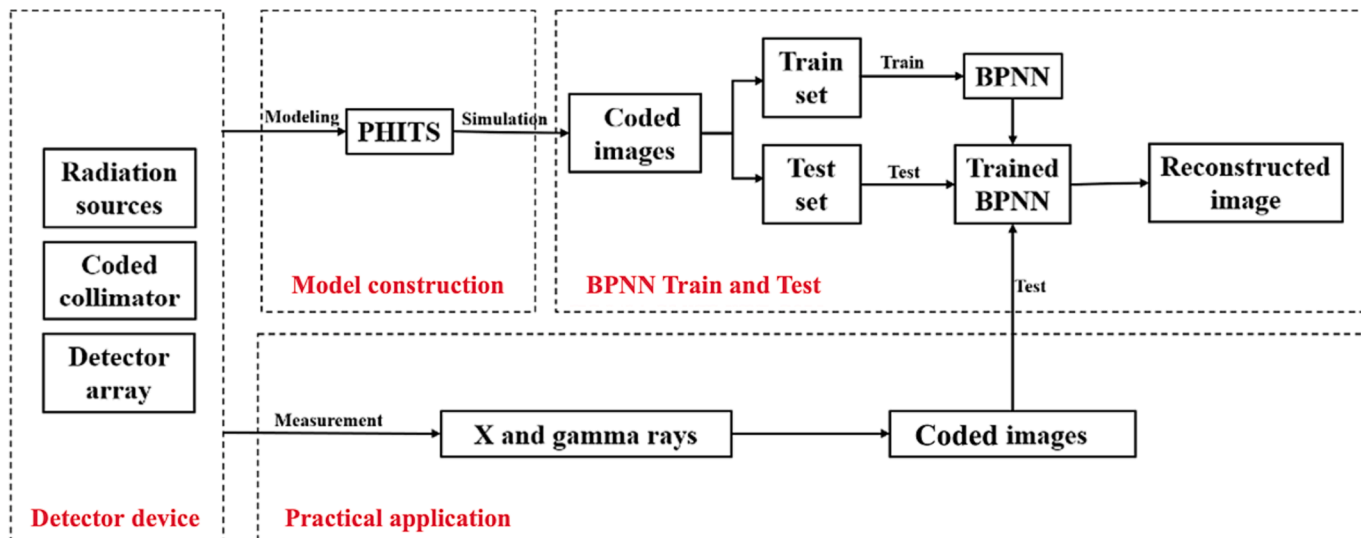 Radiation
sources
Coded
collimator
Detector
array
Detector device
Modeling
PHITS
Simulation
Model construction
Coded
images
Train
set
Train
BPNN
Test
set
Test
Trained
BPNN
Reconstructed
image
BPNN Train and Test
Test
Measurement
X and gamma rays
Coded images
Practical application